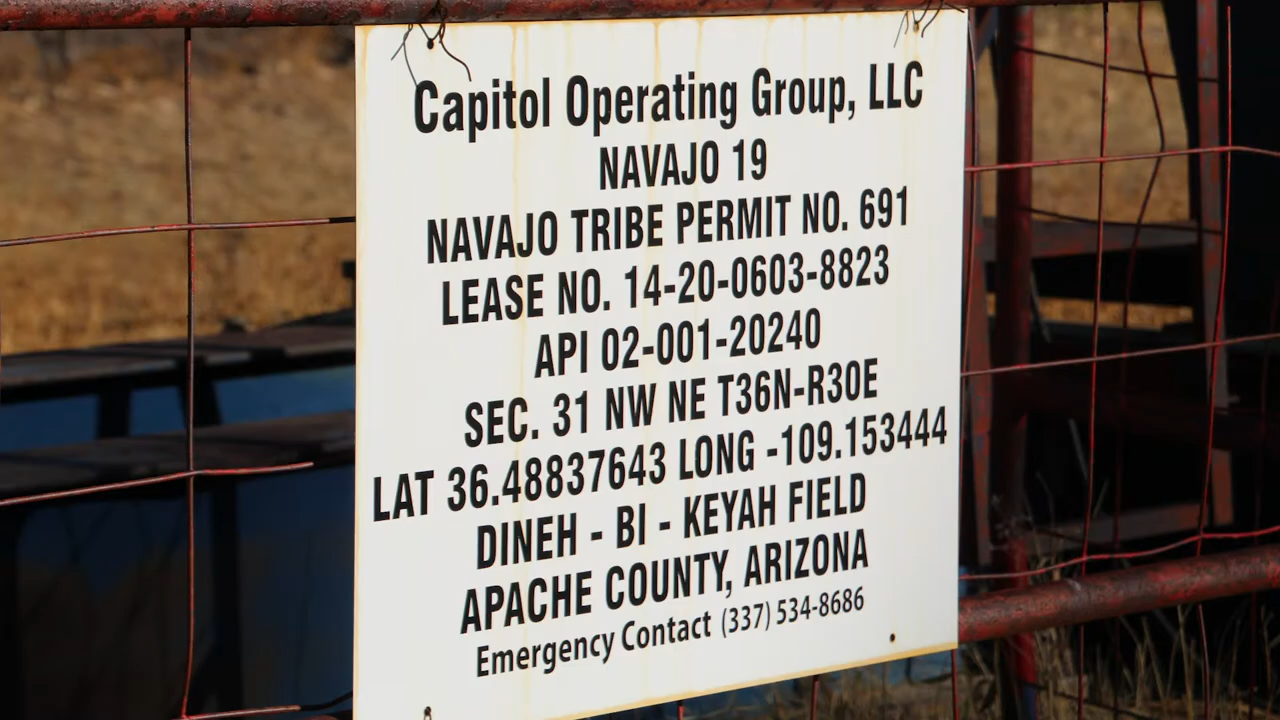 Capitol Operating Group, LLC
NAVAJO 19
NAVAJO TRIBE PERMIT NO. 691
LEASE NO. 14-20-0603-8823
API 02-001-20240
SEC. 31 NW NE T36N-R30E
LAT 36.48837643 LONG -109.153444
DINEH - BI - KEYAH FIELD
APACHE COUNTY, ARIZONA
Emergency Contact (337) 534-8686